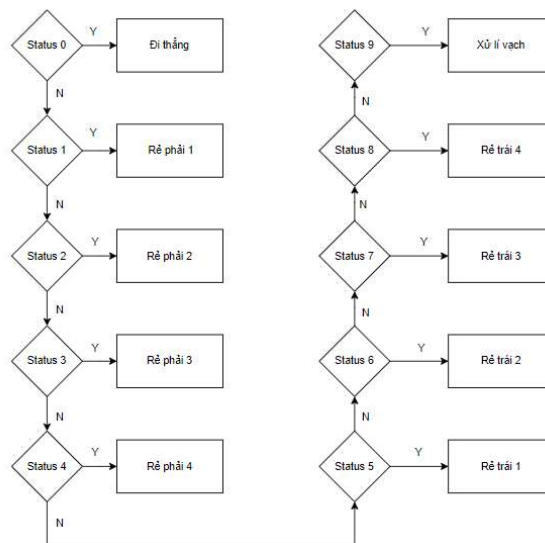 Status 0
Y
Đi thẳng
N
Status 1
Y
Rẻ phải 1
N
Status 2
Y
Rẻ phải 2
N
Status 3
Y
Rẻ phải 3
N
Status 4
Y
Rẻ phải 4
N
Status 5
Y
Rẻ trái 1
N
Status 6
Y
Rẻ trái 2
N
Status 7
Y
Rẻ trái 3
N
Status 8
Y
Rẻ trái 4
N
Status 9
Y
Xử lí vạch